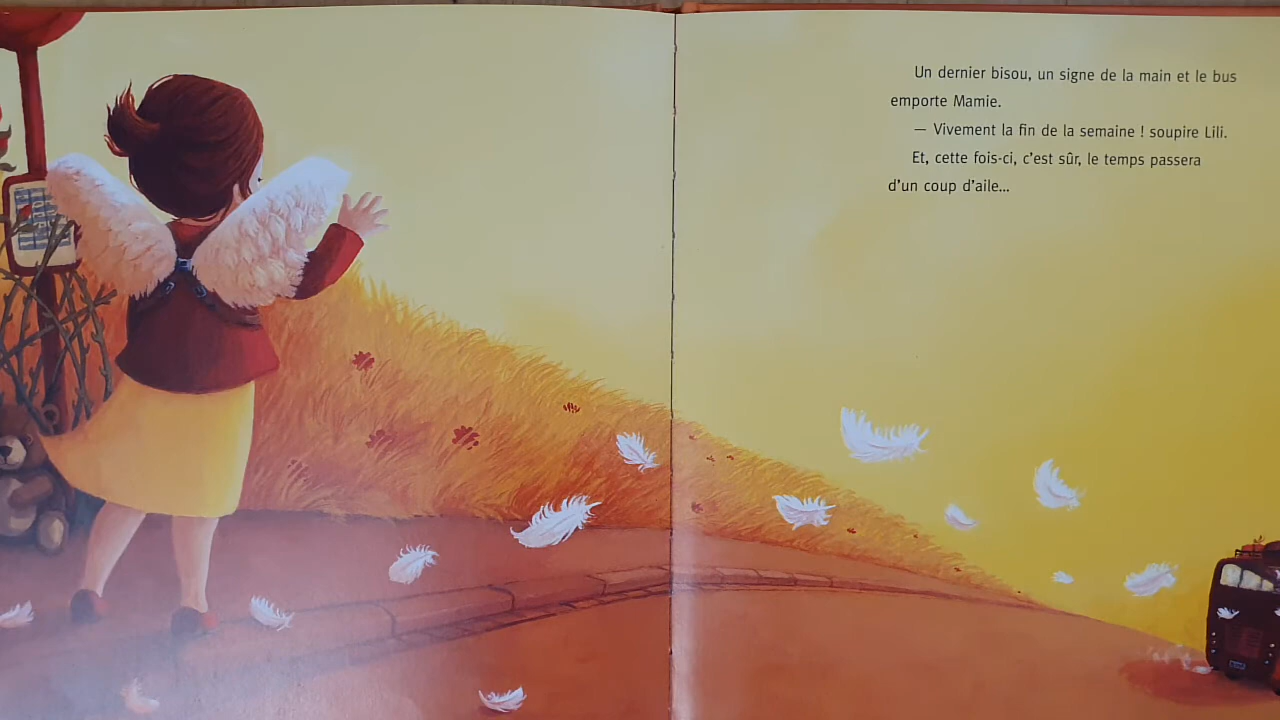 Un dernier bisou, un signe de la main et le bus
emporte Mamie.
— Vivement la fin de la semaine ! soupire Lili.
Et, cette fois-ci, c'est sûr, le temps passera
d'un coup d'aile...